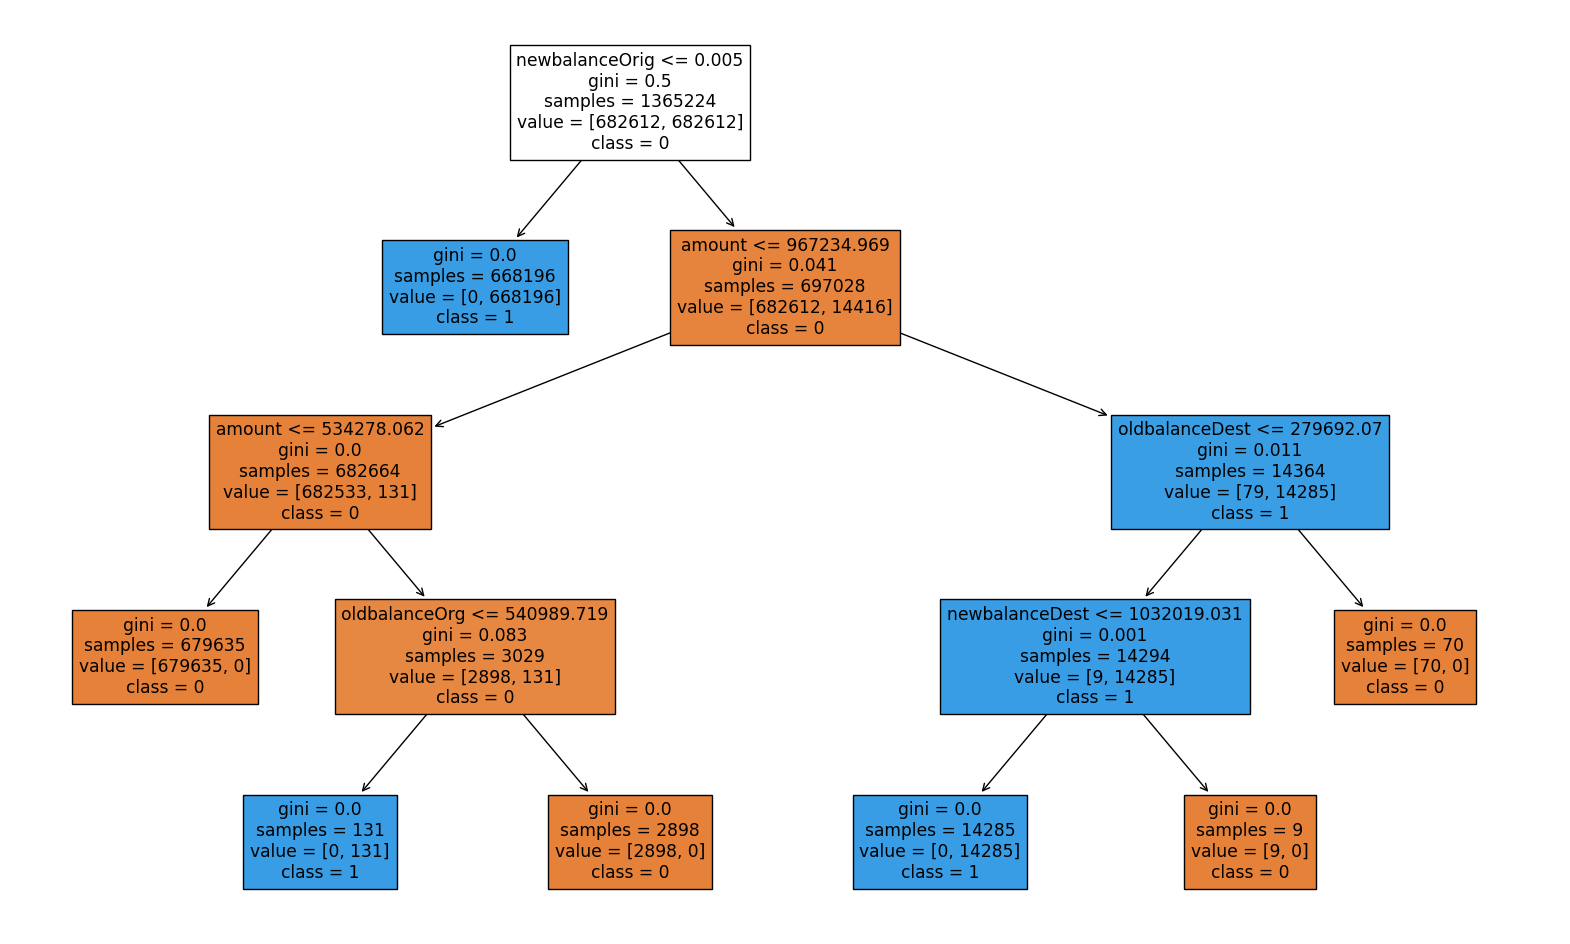 newbalanceOrig <= 0.005
gini = 0.5
samples = 1365224
value = [682612, 682612]
class = 0
gini = 0.0
samples = 668196
value = [0, 668196]
class = 1
amount <= 967234.969
gini = 0.041
samples = 697028
value = [682612, 14416]
class = 0
amount <= 534278.062
gini = 0.0
samples = 682664
value = [682533, 131]
class = 0
oldbalanceDest <= 279692.07
gini = 0.011
samples = 14364
value = [79, 14285]
class = 1
gini = 0.0
samples = 679635
value = [679635, 0]
class = 0
oldbalanceOrg <= 540989.719
gini = 0.083
samples = 3029
value = [2898, 131]
class = 0
newbalanceDest <= 1032019.031
gini = 0.001
samples = 14294
value = [9, 14285]
class = 1
gini = 0.0
samples = 70
value = [70, 0]
class = 0
gini = 0.0
samples = 131
value = [0, 131]
class = 1
gini = 0.0
samples = 2898
value = [2898, 0]
class = 0
gini = 0.0
samples = 14285
value = [0, 14285]
class = 1
gini = 0.0
samples = 9
value = [9, 0]
class = 0